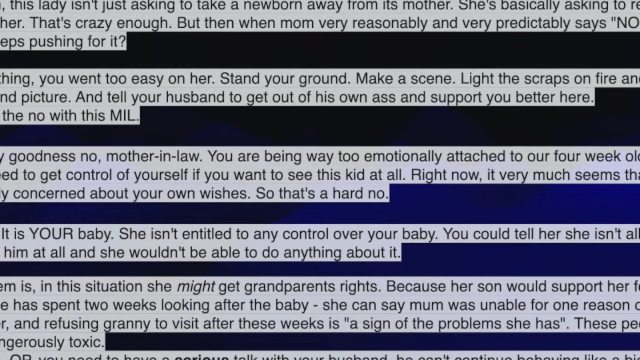 , this lady isn't just asking to take a newborn away from its mother. She's basically asking to re
her. That's crazy enough. But then when mom very reasonably and very predictably says "NO
eps pushing for it?
thing, you went too easy on her. Stand your ground. Make a scene. Light the scraps on fire and
nd picture. And tell your husband to get out of his own ass and support you better here.
the no with this MIL.
y goodness no, mother-in-law. You are being way too emotionally attached to our four week old
eed to get control of yourself if you want to see this kid at all. Right now, it very much seems tha
ly concerned about your own wishes. So that's a hard no.
It is YOUR baby. She isn't entitled to any control over your baby. You could tell her she isn't all
him at all and she wouldn't be able to do anything about it.
em is, in this situation she might get grandparents rights. Because her son would support her f
e has spent two weeks looking after the baby - she can say mum was unable for one reason o
er, and refusing granny to visit after these weeks is "a sign of the problems she has". These pe
ngerously toxic.
OP, you need to have a serious talk with your husband, he can't continue behaving like a bi